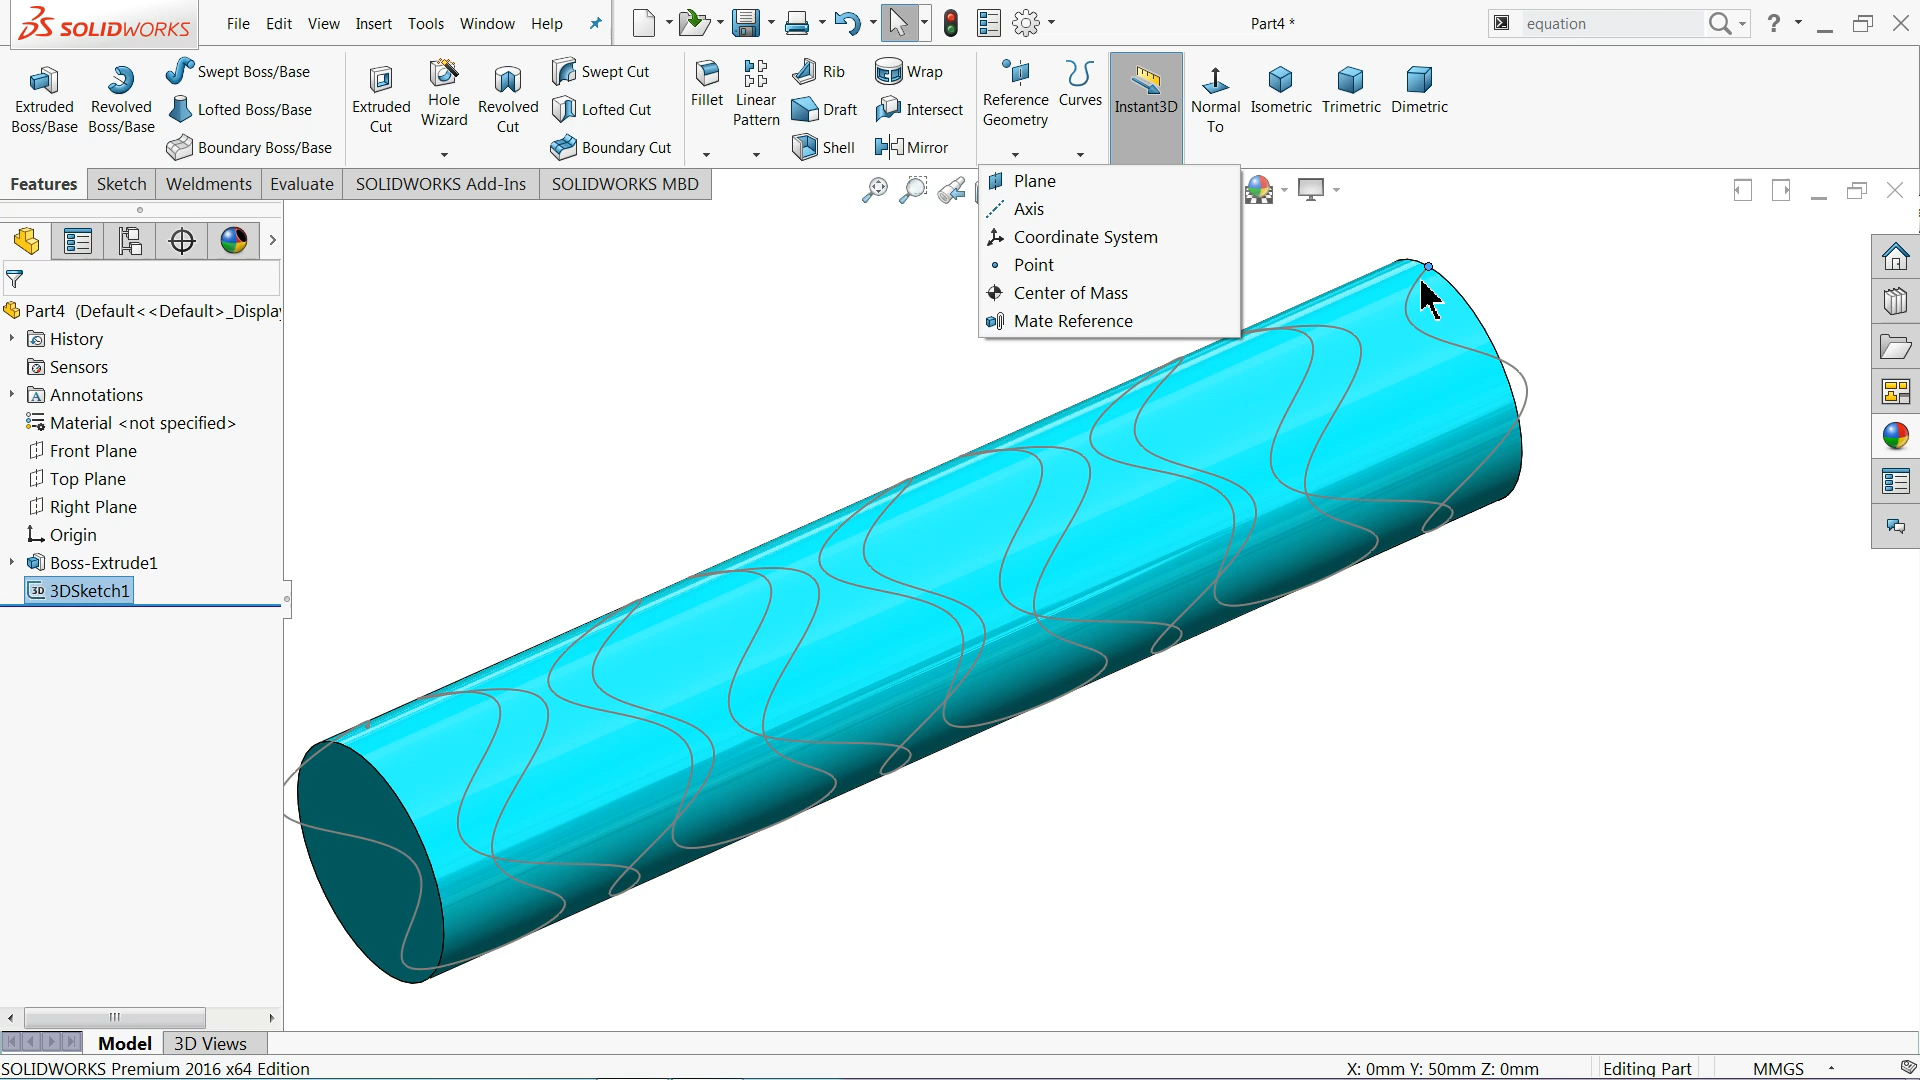 SOLIDWORKS
File Edit View Insert Tools Window Help
Part4 *
equation
?
Extruded Boss/Base
Revolved Boss/Base
Swept Boss/Base
Lofted Boss/Base
Boundary Boss/Base
Extruded Cut
Hole Wizard
Revolved Cut
Swept Cut
Lofted Cut
Boundary Cut
Fillet
Linear Pattern
Rib
Draft
Shell
Wrap
Intersect
Mirror
Reference Geometry
Curves
Instant3D
Normal To
Isometric
Trimetric
Dimetric
Features Sketch Weldments Evaluate SOLIDWORKS Add-Ins SOLIDWORKS MBD
Plane
Axis
Coordinate System
Point
Center of Mass
Mate Reference
Part4 (Default<<Default>_Displa
History
Sensors
A Annotations
Material <not specified>
Front Plane
Top Plane
Right Plane
Origin
Boss-Extrude1
3D 3DSketch1
Model 3D Views
SOLIDWORKS Premium 2016 x64 Edition
X: 0mm Y: 50mm Z: 0mm
Editing Part
MMGS